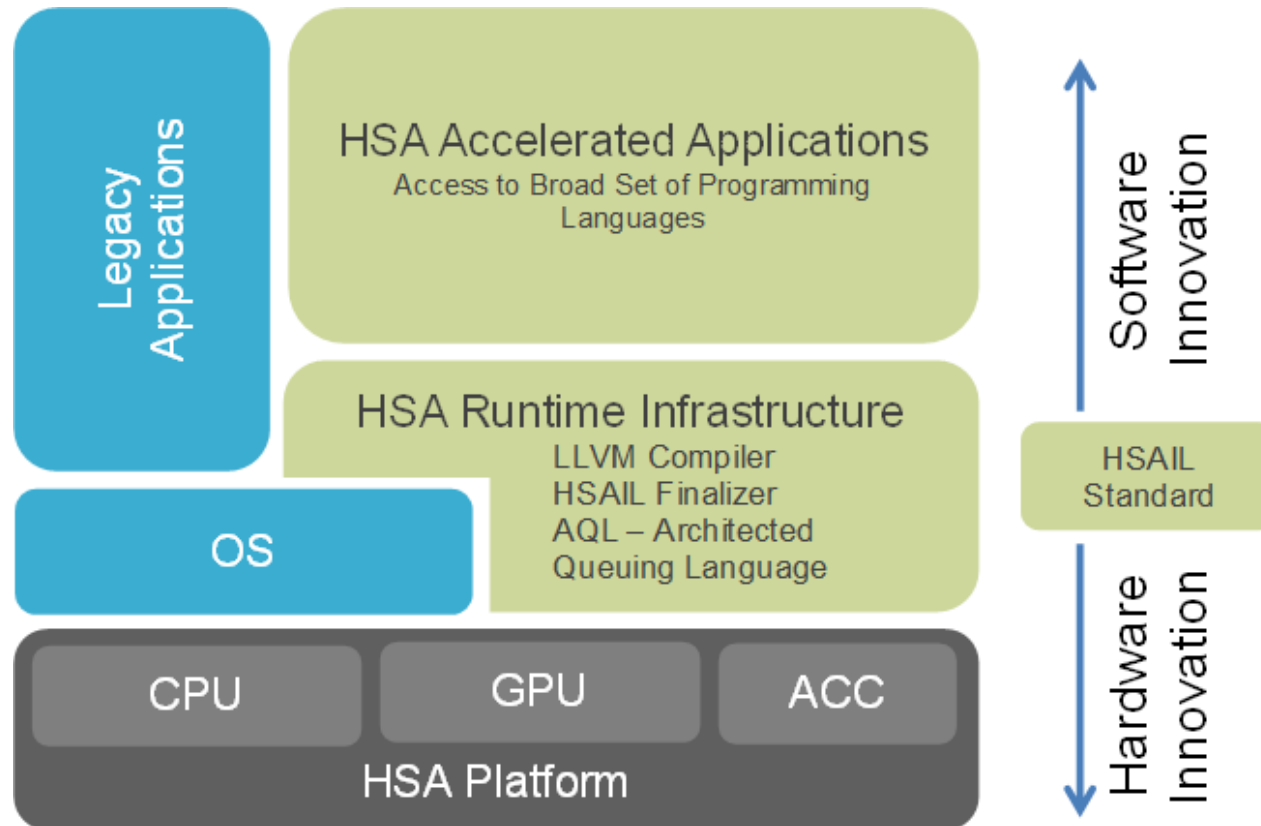 Legacy
Applications
HSA Accelerated Applications
Access to Broad Set of Programming
Languages
HSA Runtime Infrastructure
LLVM Compiler
HSAIL Finalizer
AQL – Architected
Queuing Language
OS
CPU
GPU
ACC
HSA Platform
Software
Innovation
HSAIL
Standard
Hardware
Innovation